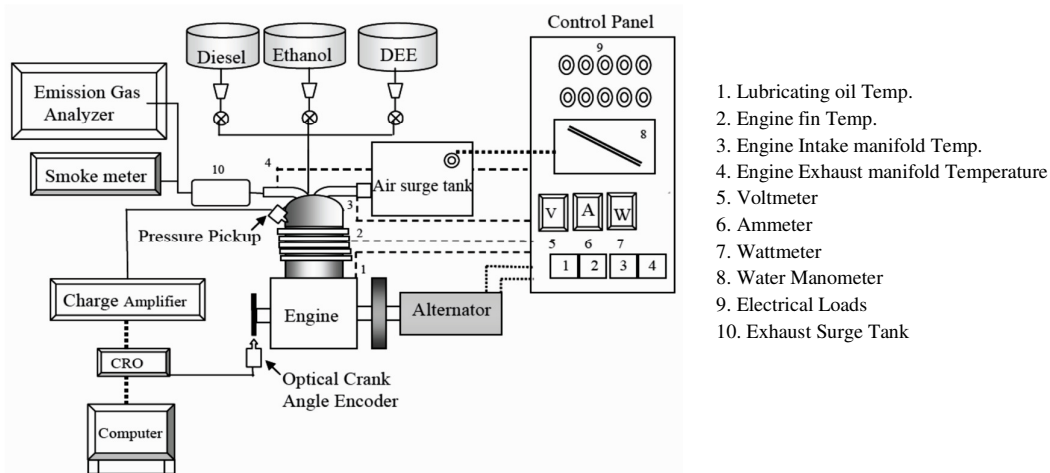 Control Panel
9
Diesel
Ethanol
DEE
Emission Gas
Analyzer
Smoke meter
10
4
Air surge tank
8
3
V
A
W
5
6
7
Pressure Pickup
2
1
1
2
3
4
Charge Amplifier
Engine
Alternator
CRO
Optical Crank
Angle Encoder
Computer
1. Lubricating oil Temp.
2. Engine fin Temp.
3. Engine Intake manifold Temp.
4. Engine Exhaust manifold Temperature
5. Voltmeter
6. Ammeter
7. Wattmeter
8. Water Manometer
9. Electrical Loads
10. Exhaust Surge Tank